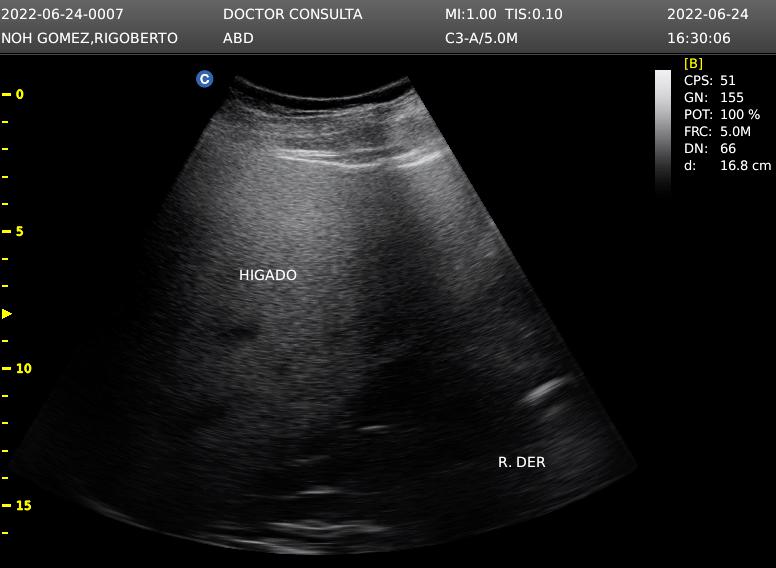 2022-06-24-0007 DOCTOR CONSULTA MI:1.00 TIS:0.10 2022-06-24
NOH GOMEZ,RIGOBERTO ABD C3-A/5.0M 16:30:06
[B]
C
CPS: 51
0
GN: 155
POT: 100 %
FRC: 5.0M
DN: 66
d: 16.8 cm
5
HIGADO
10
R. DER
15